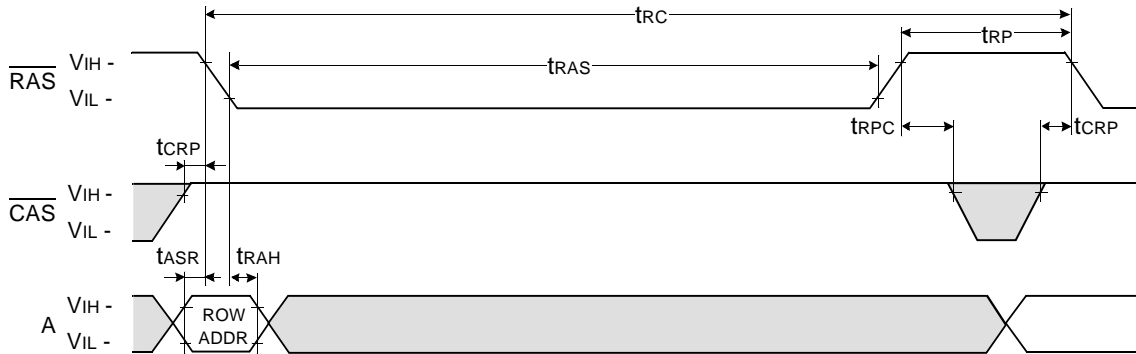 tRC
tRP
RAS VIH -
VIL -
tRAS
tRPC
tCRP
tCRP
CAS VIH -
VIL -
tASR
tRAH
A VIH -
VIL -
ROW
ADDR